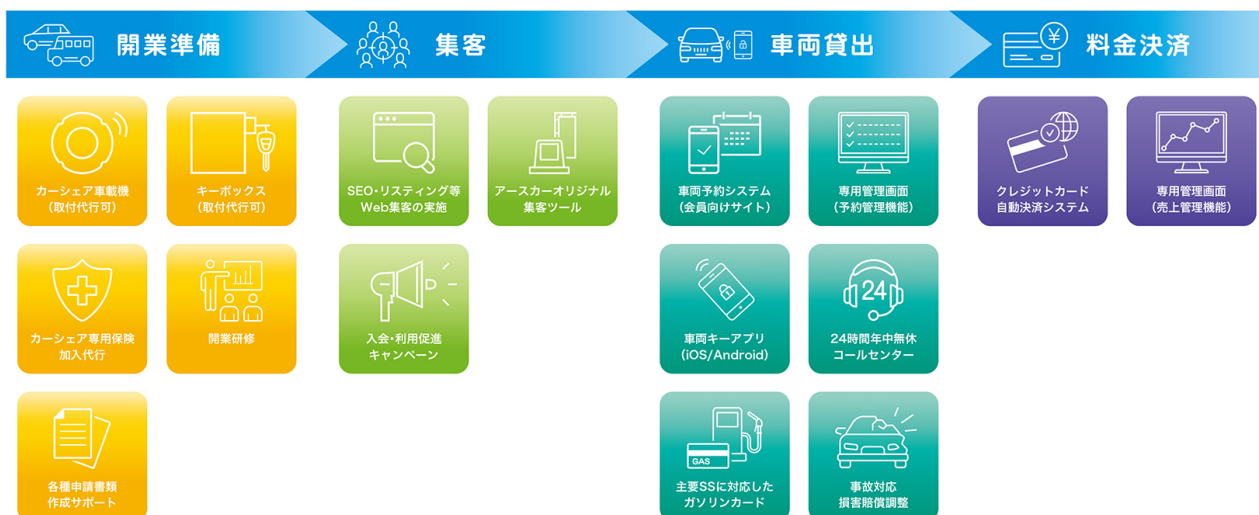 開業準備
集客
車両貸出
¥
料金決済
カーシェア車載機
(取付代行可)
キーボックス
(取付代行可)
SEO・リスティング等
Web集客の実施
アースカーオリジナル
集客ツール
車両予約システム
(会員向けサイト)
専用管理画面
(予約管理機能)
クレジットカード
自動決済システム
専用管理画面
(売上管理機能)
カーシェア専用保険
加入代行
開業研修
入会・利用促進
キャンペーン
車両キーアプリ
(iOS/Android)
24
24時間年中無休
コールセンター
各種申請書類
作成サポート
GAS
主要SSに対応した
ガソリンカード
事故対応
損害賠償調整